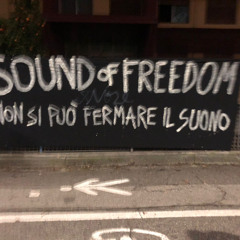 SOUND OF FREEDOM
NON SI PUÒ FERMARE IL SUONO